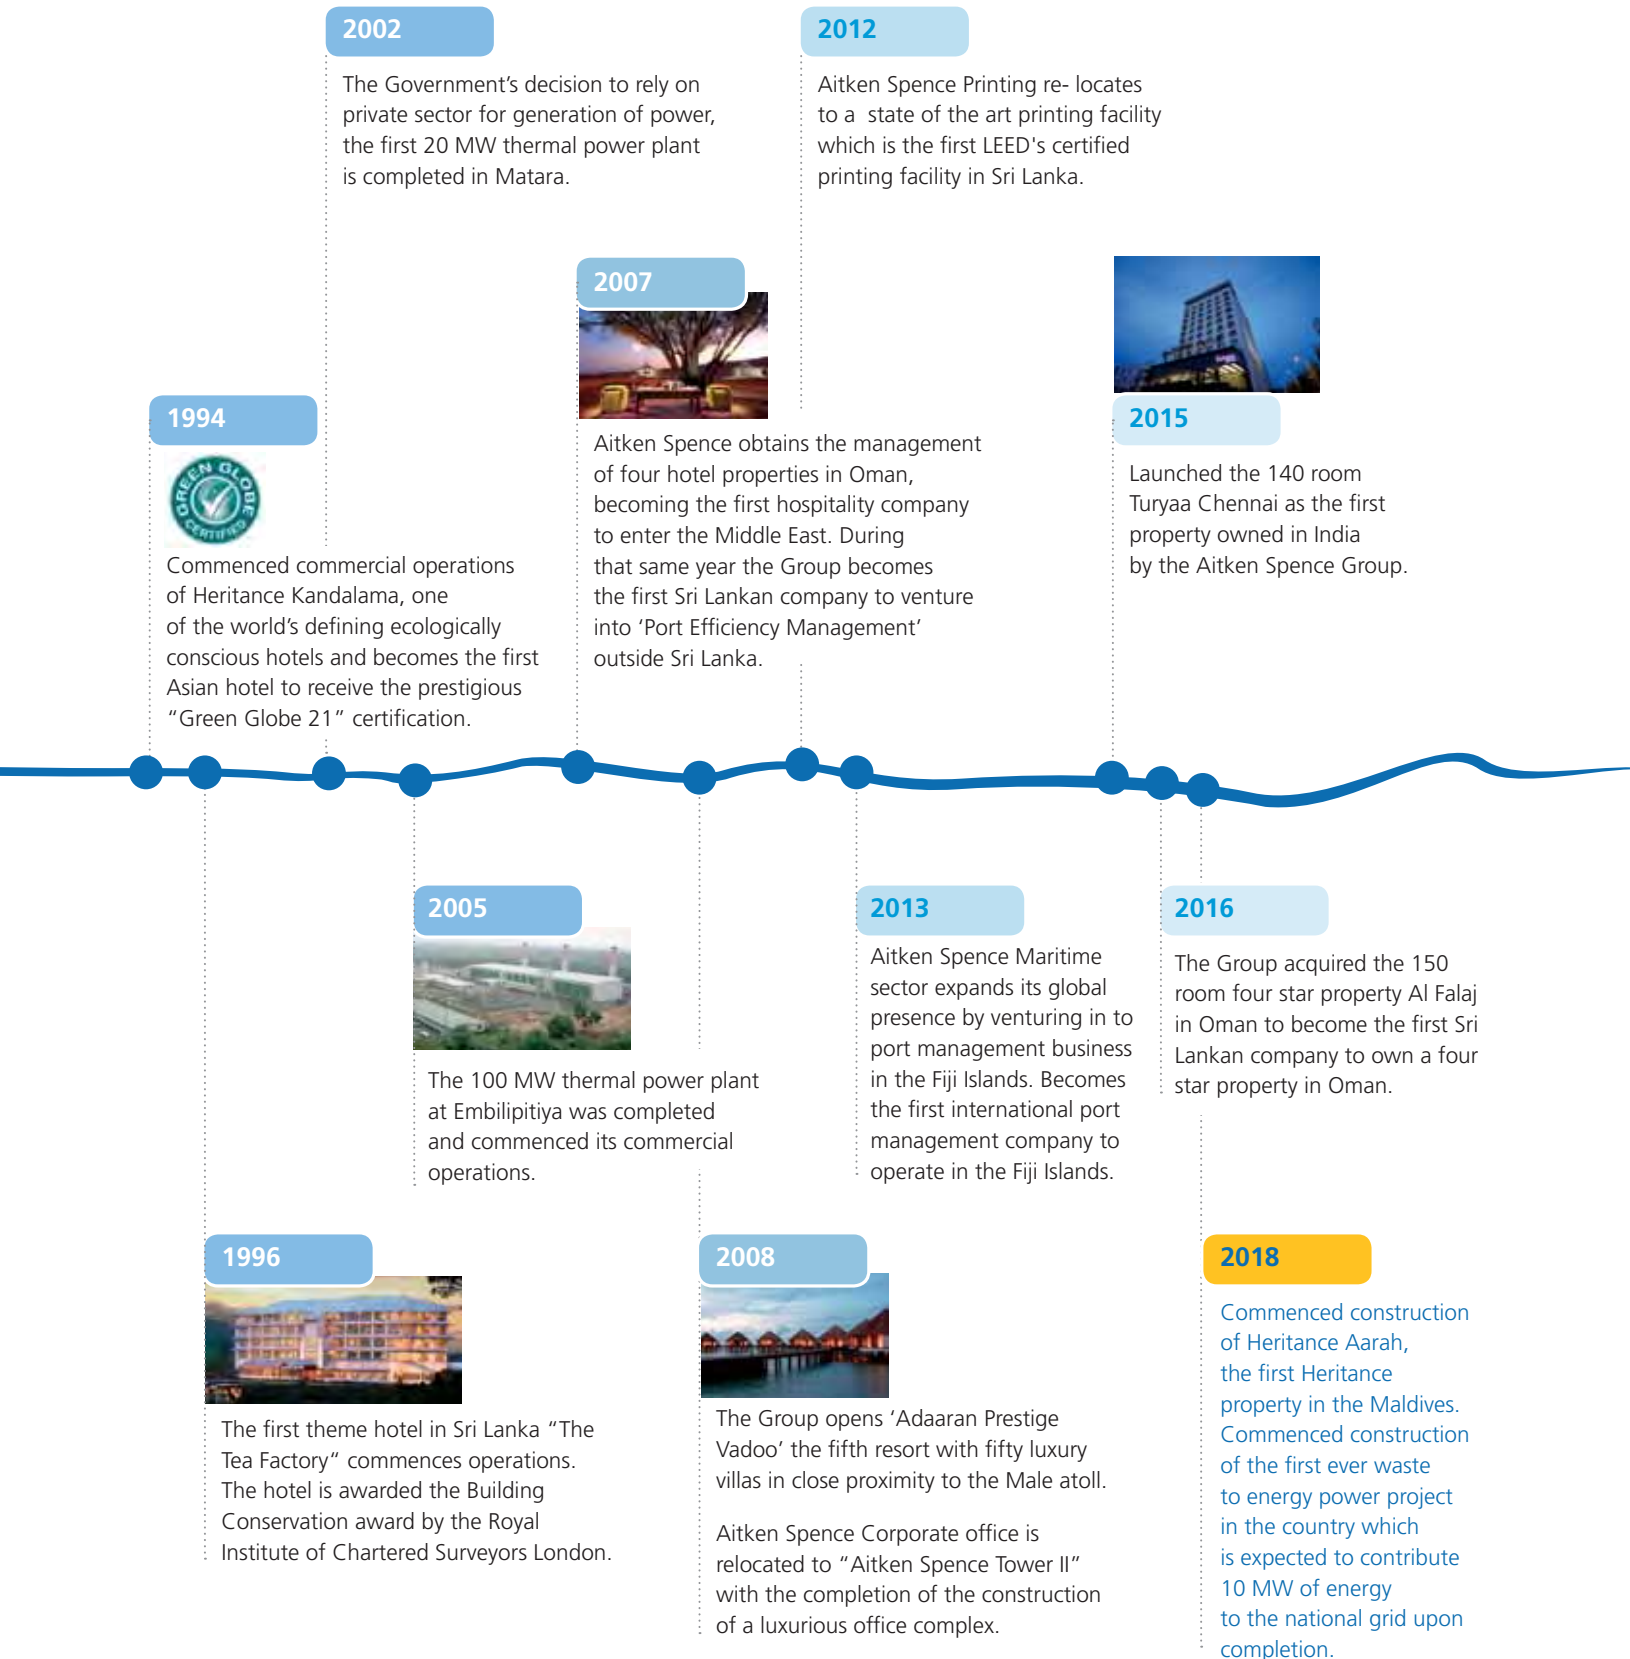 2002
The Government’s decision to rely on
private sector for generation of power,
the first 20 MW thermal power plant
is completed in Matara.
2012
Aitken Spence Printing re- locates
to a  state of the art printing facility
which is the first LEED's certified
printing facility in Sri Lanka.
2007
Aitken Spence obtains the management
of four hotel properties in Oman,
becoming the first hospitality company
to enter the Middle East. During
that same year the Group becomes
the first Sri Lankan company to venture
into ‘Port Efficiency Management’
outside Sri Lanka.
2015
Launched the 140 room
Turyaa Chennai as the first
property owned in India
by the Aitken Spence Group.
1994
GREEN GLOBE
CERTIFIED
Commenced commercial operations
of Heritance Kandalama, one
of the world’s defining ecologically
conscious hotels and becomes the first
Asian hotel to receive the prestigious
“Green Globe 21” certification.
2005
The 100 MW thermal power plant
at Embilipitiya was completed
and commenced its commercial
operations.
2013
Aitken Spence Maritime
sector expands its global
presence by venturing in to
port management business
in the Fiji Islands. Becomes
the first international port
management company to
operate in the Fiji Islands.
2016
The Group acquired the 150
room four star property Al Falaj
in Oman to become the first Sri
Lankan company to own a four
star property in Oman.
1996
The first theme hotel in Sri Lanka “The
Tea Factory“ commences operations.
The hotel is awarded the Building
Conservation award by the Royal
Institute of Chartered Surveyors London.
2008
The Group opens ‘Adaaran Prestige
Vadoo’ the fifth resort with fifty luxury
villas in close proximity to the Male atoll.
Aitken Spence Corporate office is
relocated to “Aitken Spence Tower II”
with the completion of the construction
of a luxurious office complex.
2018
Commenced construction
of Heritance Aarah,
the first Heritance
property in the Maldives.
Commenced construction
of the first ever waste
to energy power project
in the country which
is expected to contribute
10 MW of energy
to the national grid upon
completion.